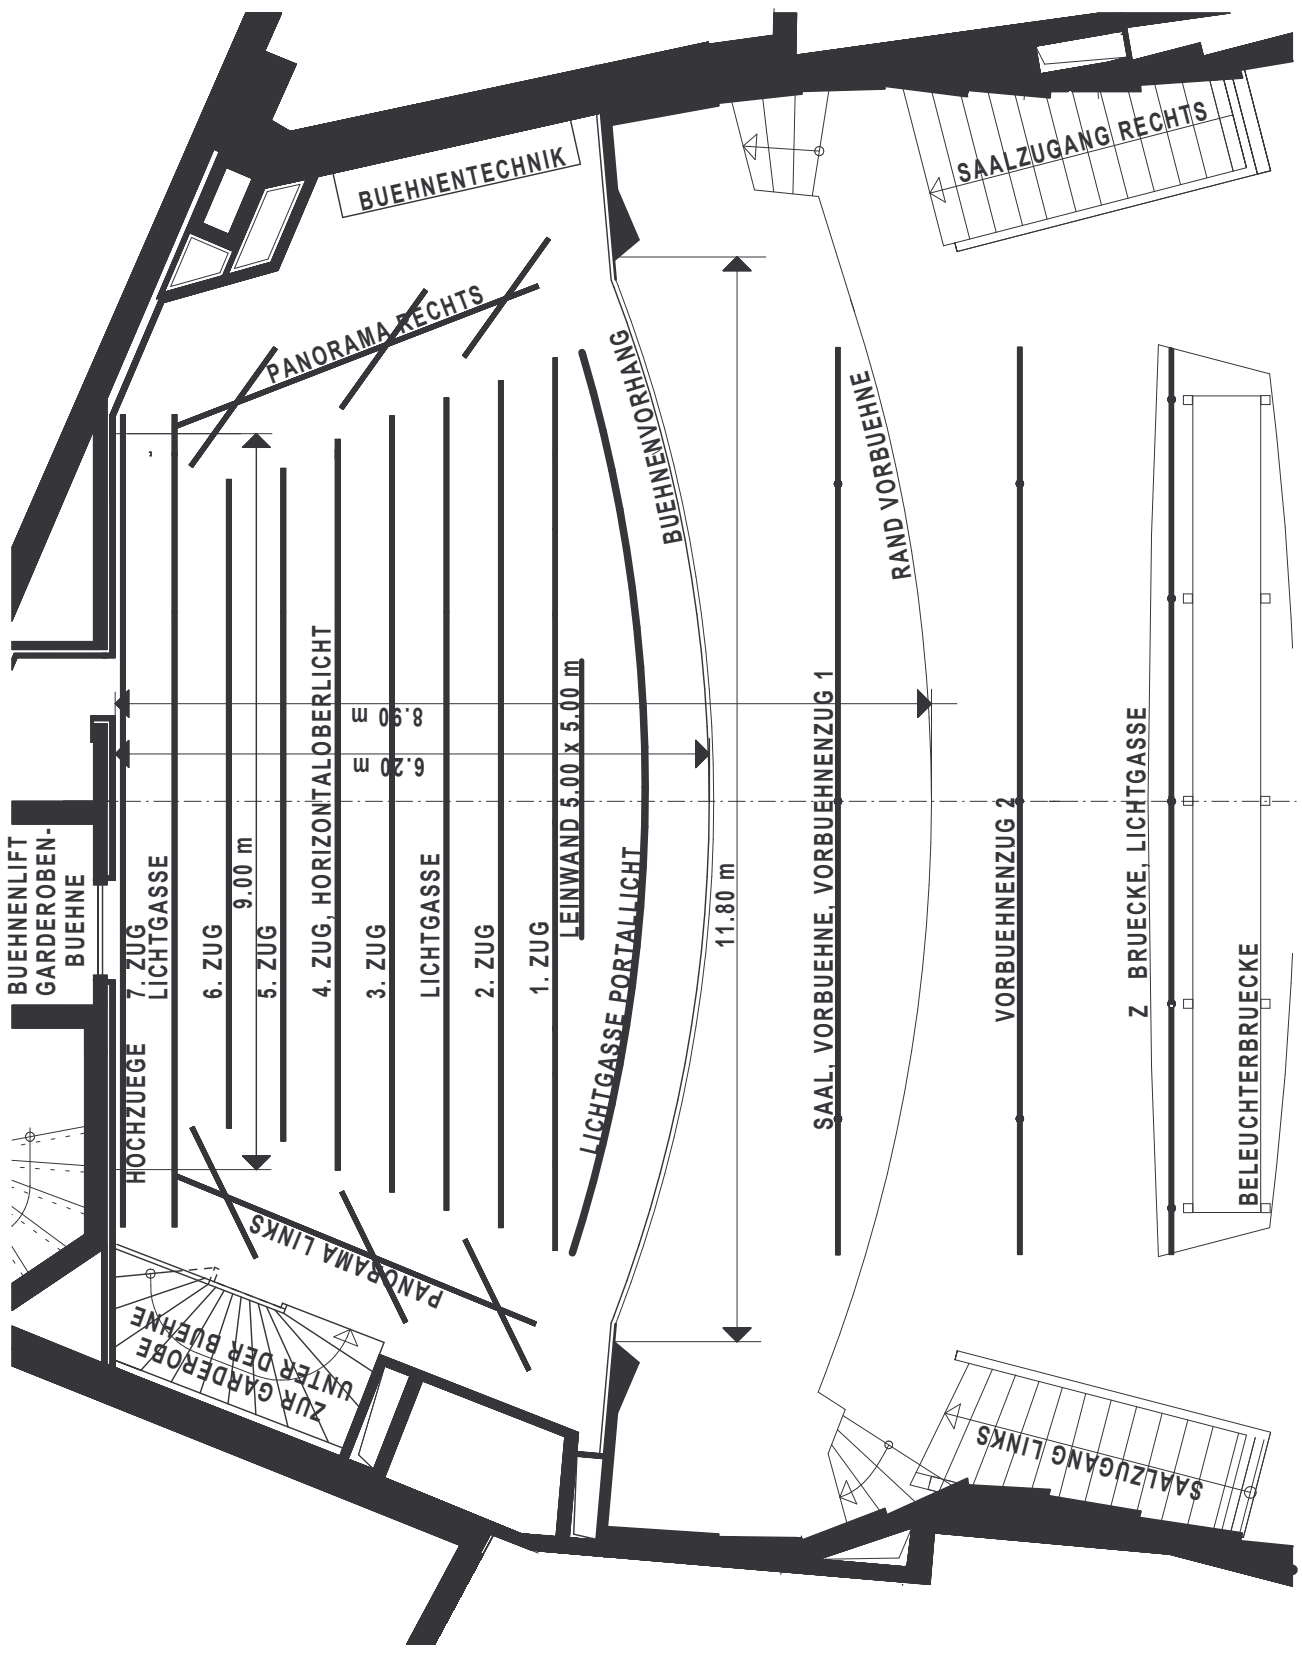 BUEHNENTECHNIK
SAALZUGANG RECHTS
PANORAMA RECHTS
BUEHNENVORHANG
RAND VORBUEHNE
8.90 m
6.20 m
9.00 m
11.80 m
BUEHNENLIFT
GARDEROBEN-
BUEHNE
HOCHZUEGE
7. ZUG
LICHTGASSE
6. ZUG
5. ZUG
4. ZUG, HORIZONTALOBERLICHT
3. ZUG
LICHTGASSE
2. ZUG
1. ZUG
LEINWAND 5.00 x 5.00 m
LICHTGASSE PORTALLICHT
SAAL, VORBUEHNE, VORBUEHNENZUG 1
VORBUEHNENZUG 2
Z BRUECKE, LICHTGASSE
BELEUCHTERBRUECKE
PANORAMA LINKS
ZUR GARDEROBE
UNTER DER BUEHNE
SAALZUGANG LINKS